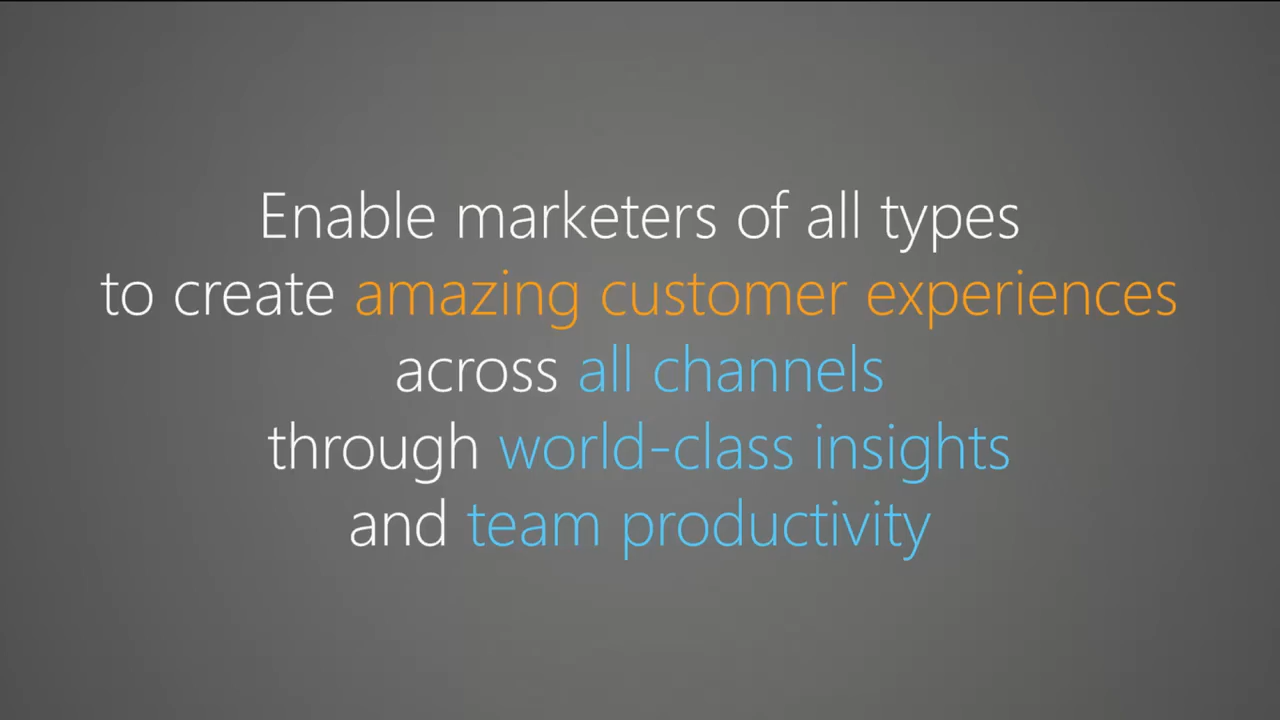 Enable marketers of all types
to create amazing customer experiences
across all channels
through world-class insights
and team productivity